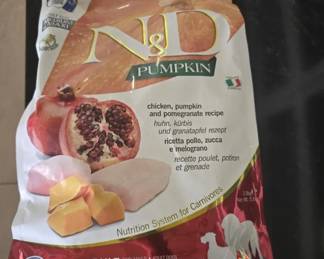 N&D
PUMPKIN
chicken, pumpkin
and pomegranate recipe
huhn, kürbis
und granatapfel rezept
ricetta pollo, zucca
e melograno
recette poulet, potiron
et grenade
Nutrition System for Carnivores